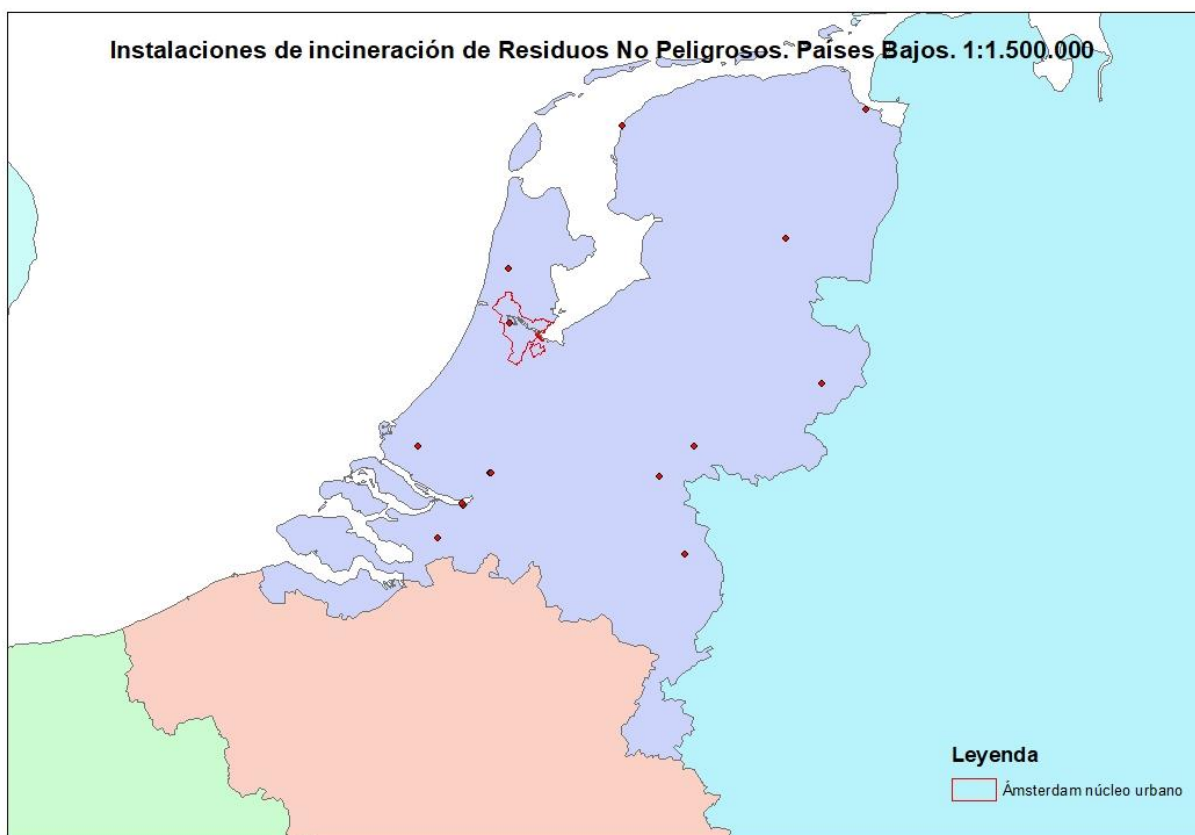 Instalaciones de incineración de Residuos No Peligrosos. Países Bajos. 1:1.500.000
Leyenda
Ámsterdam núcleo urbano